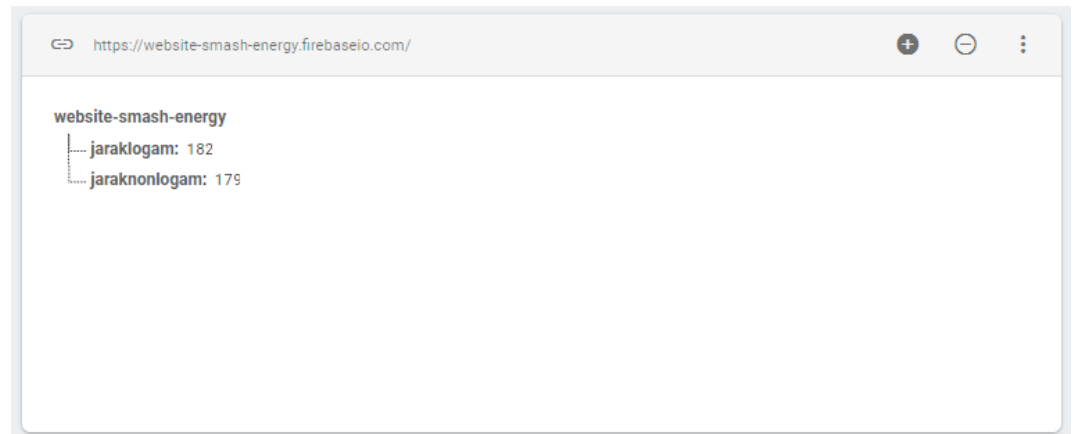 https://website-smash-energy.firebaseio.com/
website-smash-energy
jaraklogam: 182
jaraknonlogam: 179